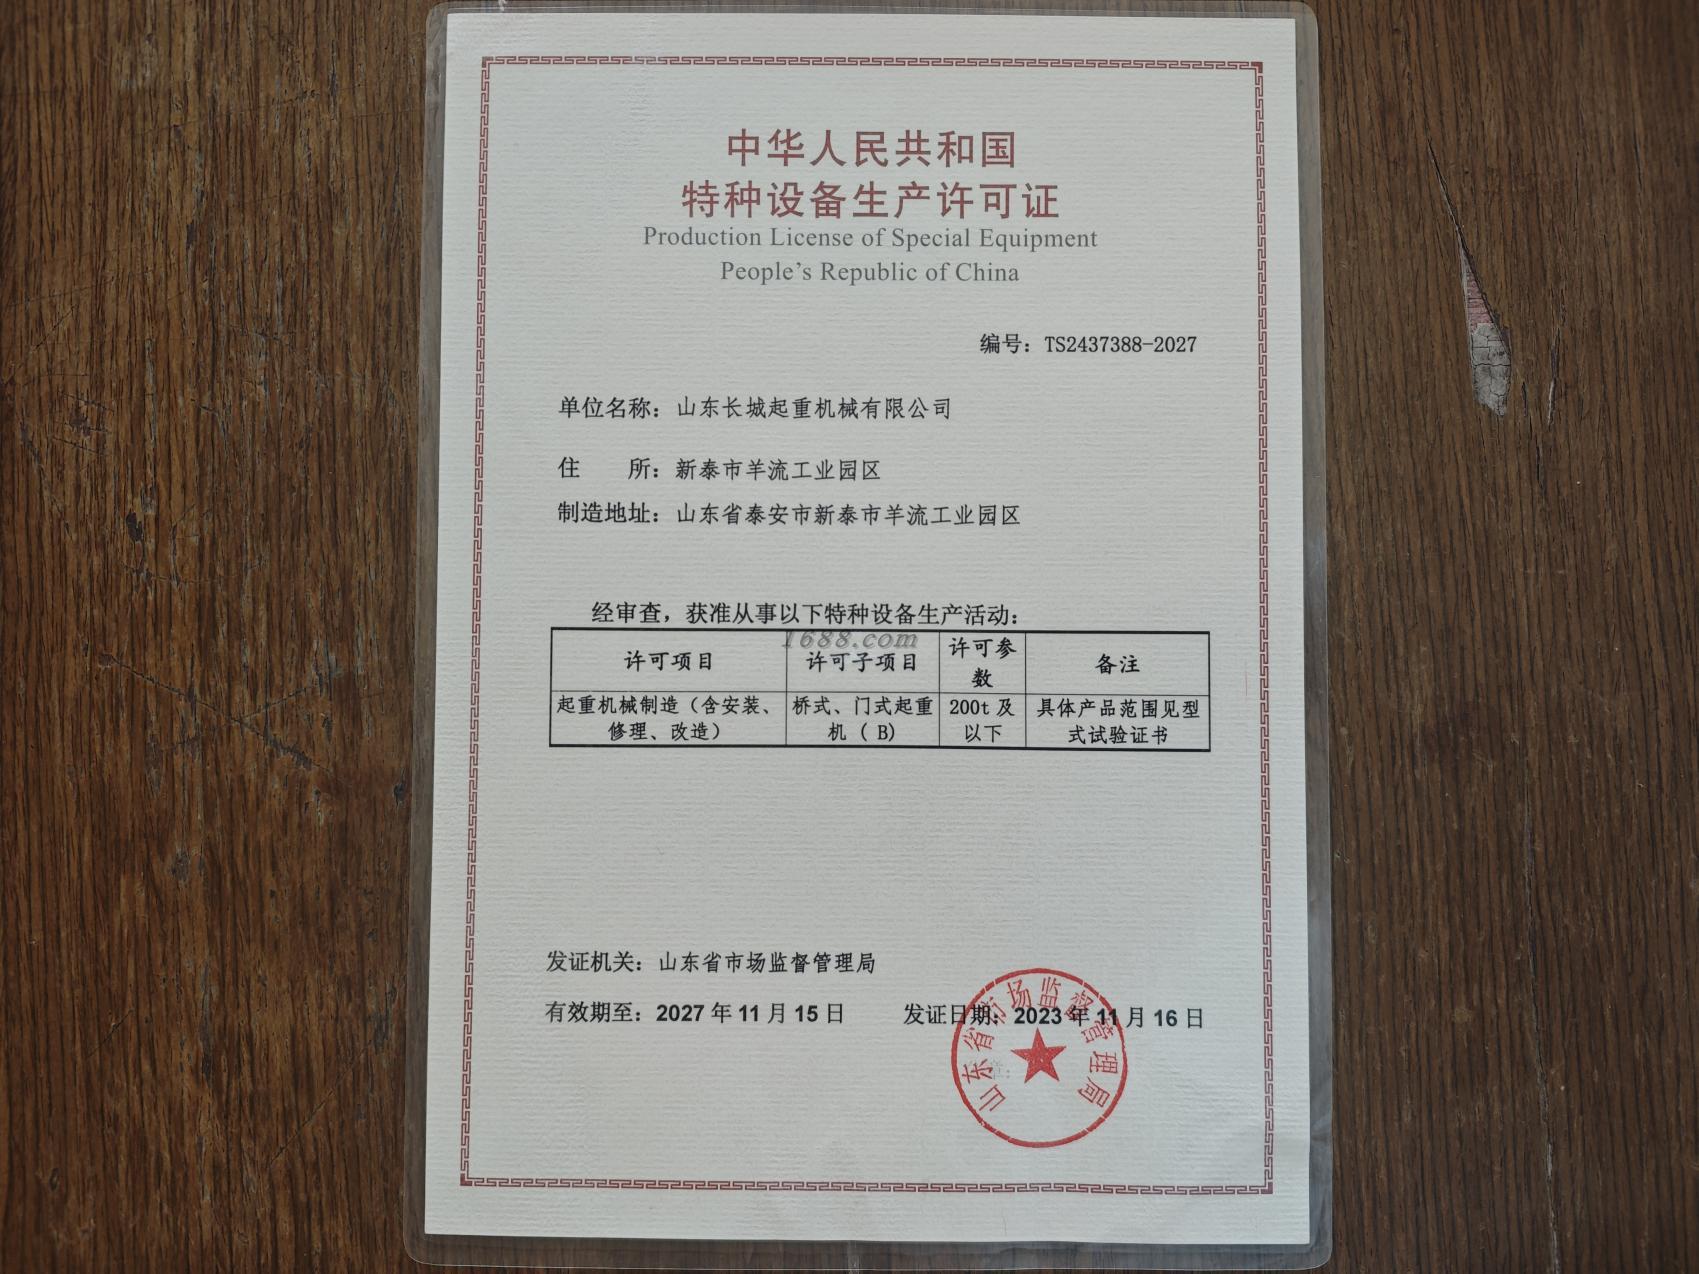 中华人民共和国
特种设备生产许可证
Production License of Special Equipment
People's Republic of China
编号：TS2437388-2027
单位名称：山东长城起重机械有限公司
住 所：新泰市羊流工业园区
制造地址：山东省泰安市新泰市羊流工业园区
经审查，获准从事以下特种设备生产活动：
1688.com
许可项目 许可子项目 许可参数 备注
起重机械制造（含安装、修理、改造） 桥式、门式起重机（B） 200t及以下 具体产品范围见型式试验证书
发证机关：山东省市场监督管理局
有效期至：2027年11月15日 发证日期：2023年11月16日
山东省市场监督管理局